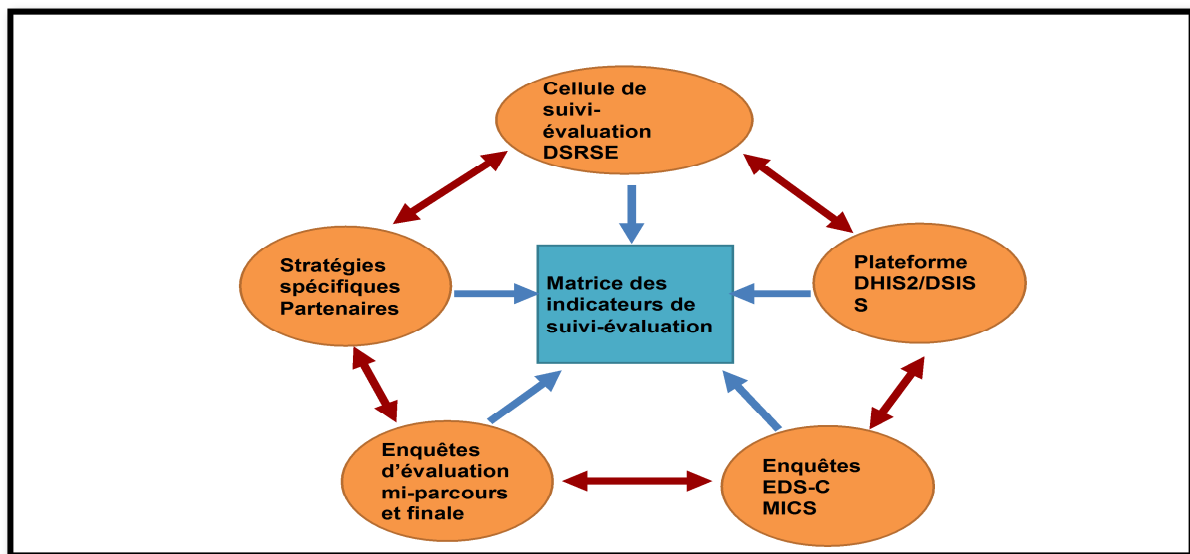 Cellule de
suivi-
évaluation
DSRSE
Stratégies
spécifiques
Partenaires
Matrice des
indicateurs de
suivi-évaluation
Plateforme
DHIS2/DSIS
S
Enquêtes
d’évaluation
mi-parcours
et finale
Enquêtes
EDS-C
MICS